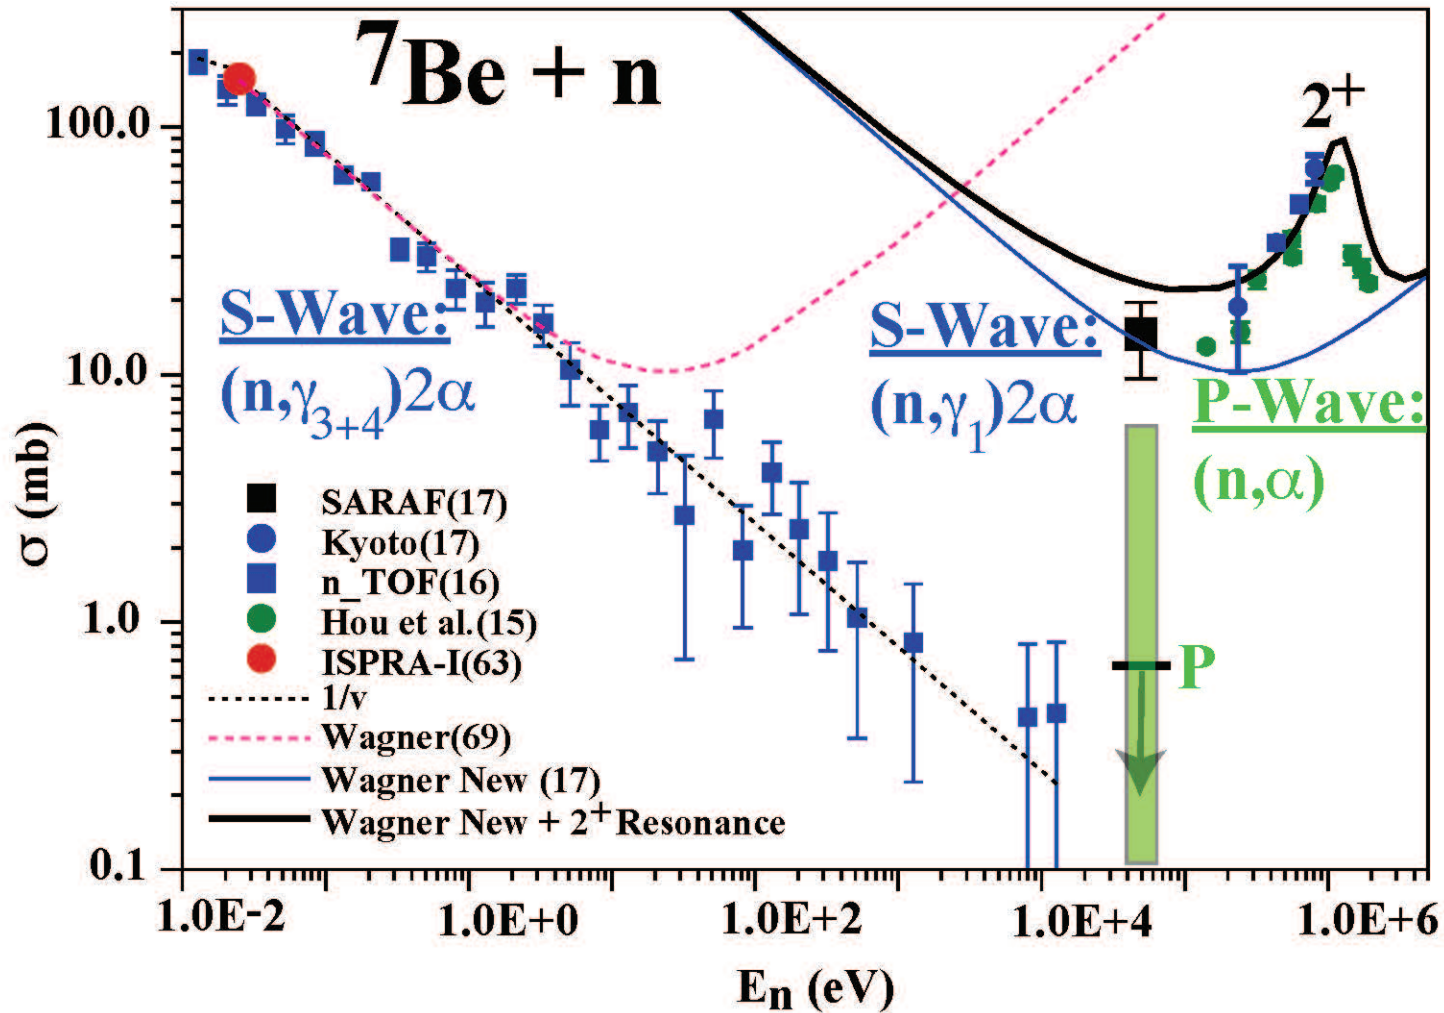 ⁷Be + n
2⁺
100.0
10.0
1.0
0.1
σ (mb)
S-Wave:
(n,γ₃₊₄)2α
S-Wave:
(n,γ₁)2α
P-Wave:
(n,α)
P
SARAF(17)
Kyoto(17)
n_TOF(16)
Hou et al.(15)
ISPRA-I(63)
1/v
Wagner(69)
Wagner New (17)
Wagner New + 2⁺ Resonance
1.0E-2
1.0E+0
1.0E+2
1.0E+4
1.0E+6
Eₙ (eV)